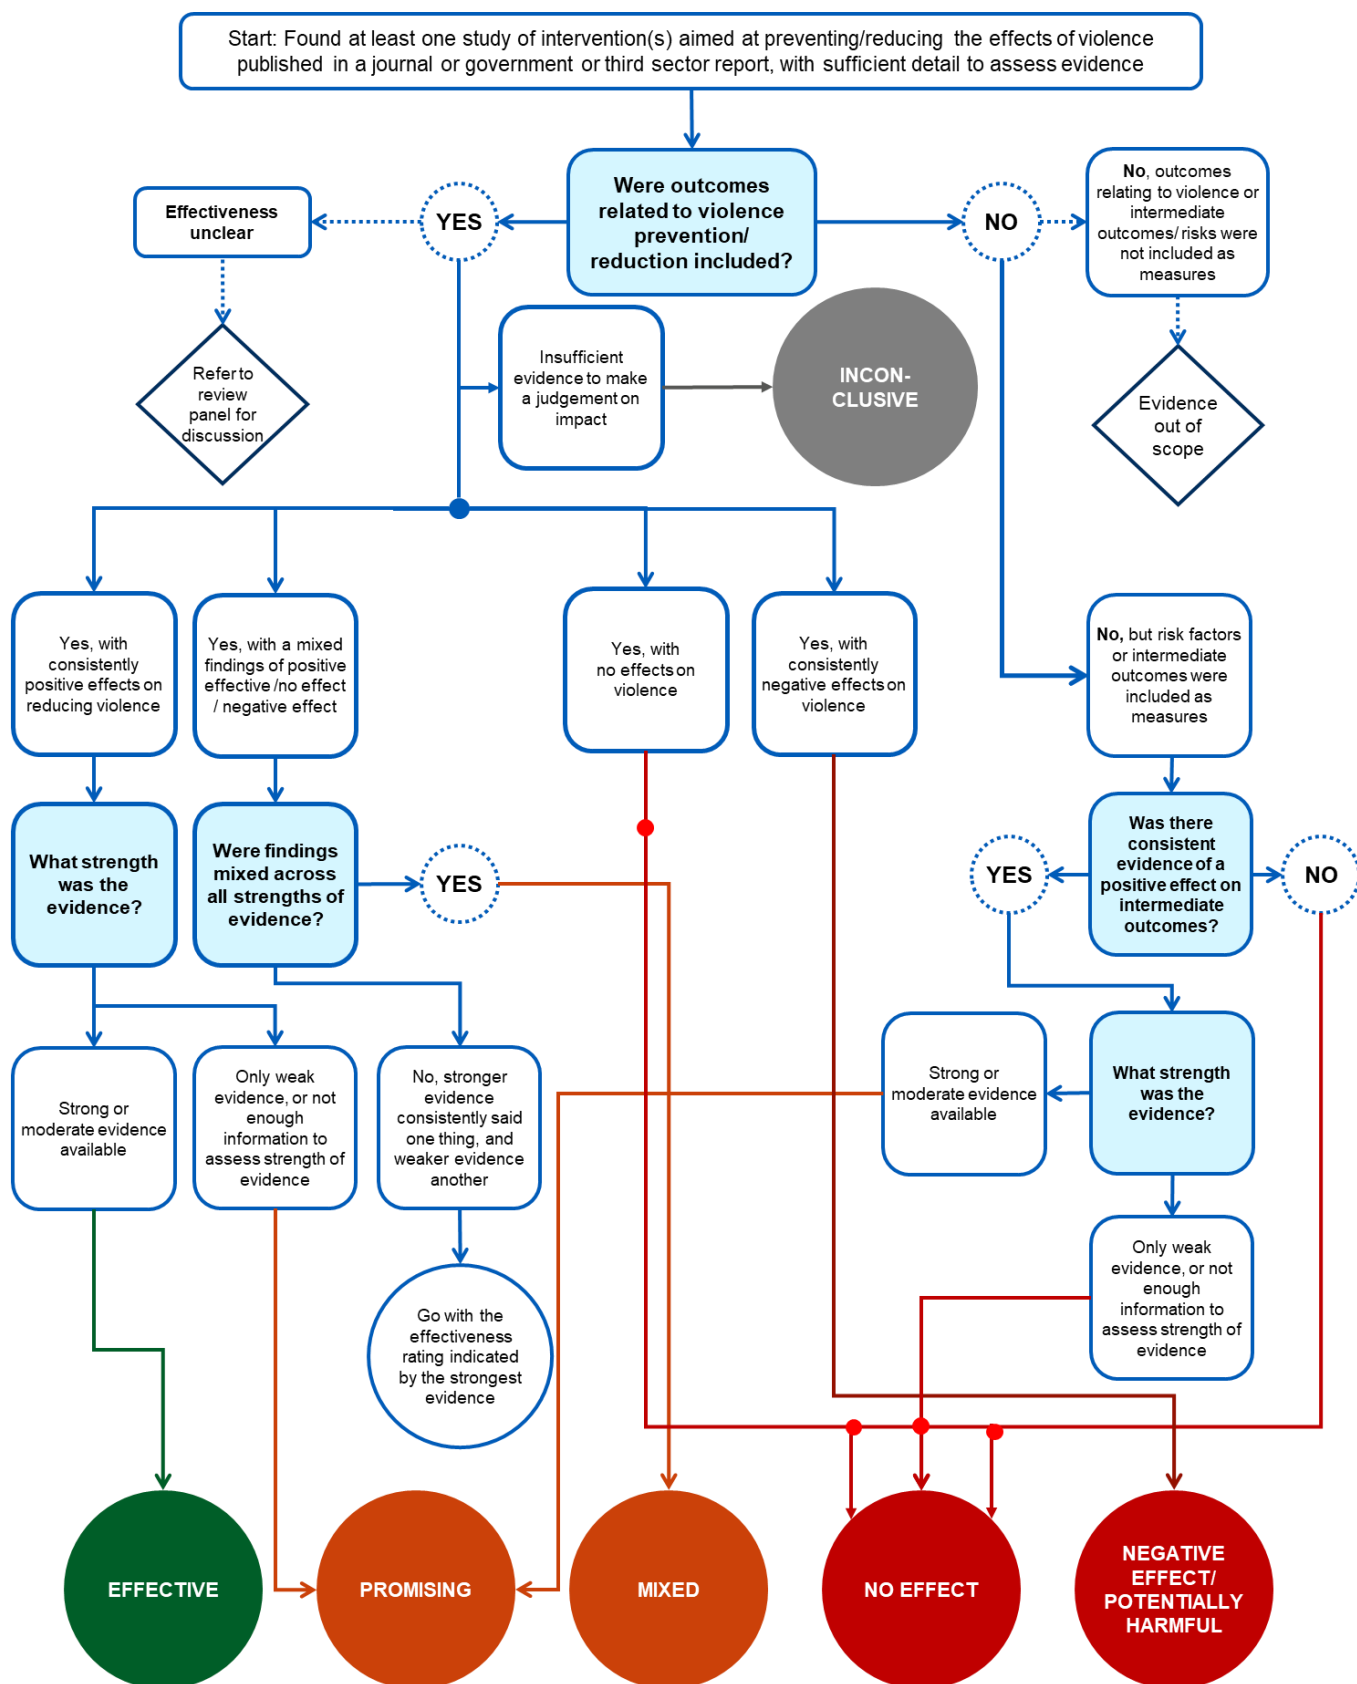 Start: Found at least one study of intervention(s) aimed at preventing/reducing the effects of violence
published in a journal or government or third sector report, with sufficient detail to assess evidence
Were outcomes
related to violence
prevention/
reduction included?
YES
NO
Effectiveness
unclear
Refer to
review
panel for
discussion
No, outcomes
relating to violence or
intermediate
outcomes/ risks were
not included as
measures
Evidence
out of
scope
Insufficient
evidence to make
a judgement on
impact
INCON-
CLUSIVE
Yes, with
consistently
positive effects on
reducing violence
Yes, with a mixed
findings of positive
effective /no effect
/ negative effect
Yes, with
no effects on
violence
Yes, with
consistently
negative effects on
violence
No, but risk factors
or intermediate
outcomes were
included as
measures
What strength
was the
evidence?
Were findings
mixed across
all strengths of
evidence?
YES
YES
Was there
consistent
evidence of a
positive effect on
intermediate
outcomes?
NO
Strong or
moderate evidence
available
Only weak
evidence, or not
enough
information to
assess strength of
evidence
No, stronger
evidence
consistently said
one thing, and
weaker evidence
another
Strong or
moderate evidence
available
What strength
was the
evidence?
Go with the
effectiveness
rating indicated
by the strongest
evidence
Only weak
evidence, or not
enough
information to
assess strength of
evidence
EFFECTIVE
PROMISING
MIXED
NO EFFECT
NEGATIVE
EFFECT/
POTENTIALLY
HARMFUL